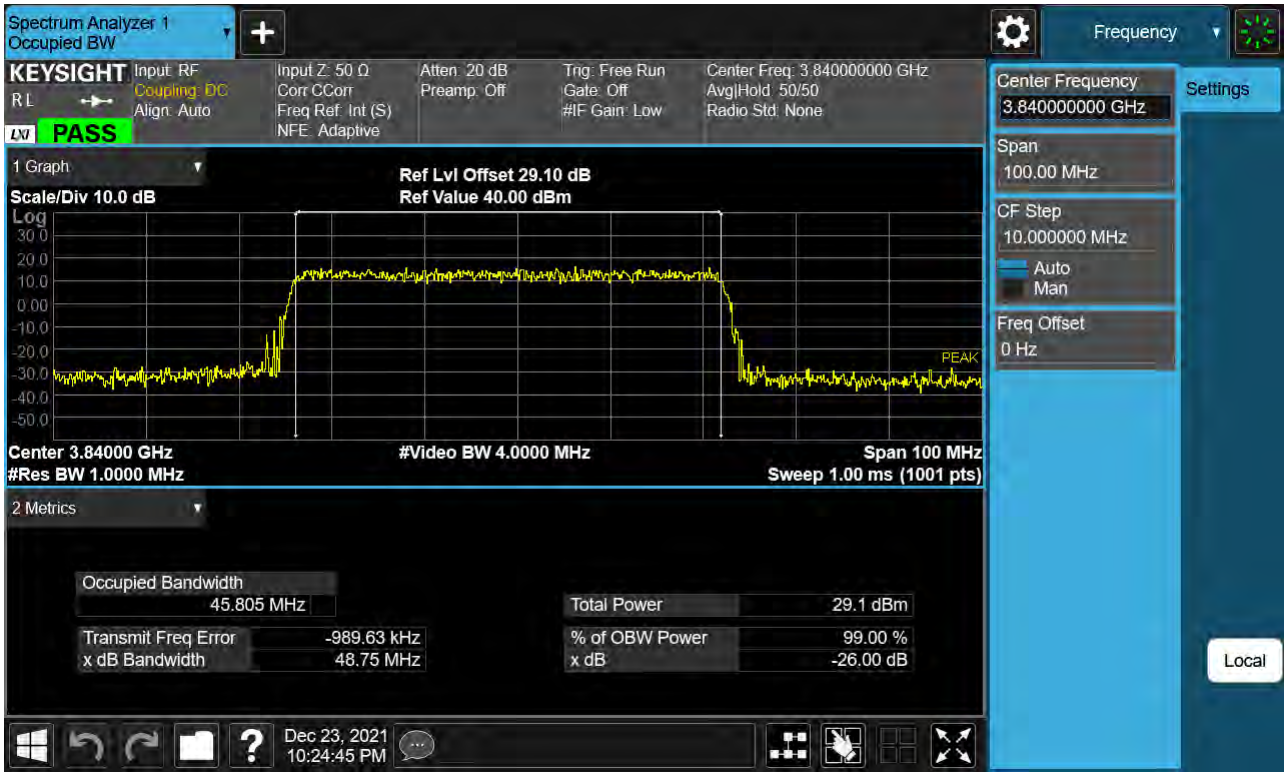 Spectrum Analyzer 1
Occupied BW
+
Frequency
KEYSIGHT
RL
LXI
PASS
Input: RF
Coupling: DC
Align: Auto
Input Z: 50 Ω
Corr CCorr
Freq Ref: Int (S)
NFE: Adaptive
Atten: 20 dB
Preamp: Off
Trig: Free Run
Gate: Off
#IF Gain: Low
Center Freq: 3.840000000 GHz
Avg|Hold: 50/50
Radio Std: None
Center Frequency
3.840000000 GHz
Settings
Span
100.00 MHz
CF Step
10.000000 MHz
Auto
Man
Freq Offset
0 Hz
Local
1 Graph
Scale/Div 10.0 dB
Ref Lvl Offset 29.10 dB
Ref Value 40.00 dBm
Log
30.0
20.0
10.0
0.00
-10.0
-20.0
-30.0
-40.0
-50.0
PEAK
Center 3.84000 GHz
#Video BW 4.0000 MHz
Span 100 MHz
#Res BW 1.0000 MHz
Sweep 1.00 ms (1001 pts)
2 Metrics
Occupied Bandwidth
45.805 MHz
Total Power 29.1 dBm
Transmit Freq Error -989.63 kHz
% of OBW Power 99.00 %
x dB Bandwidth 48.75 MHz
x dB -26.00 dB
?
Dec 23, 2021
10:24:45 PM